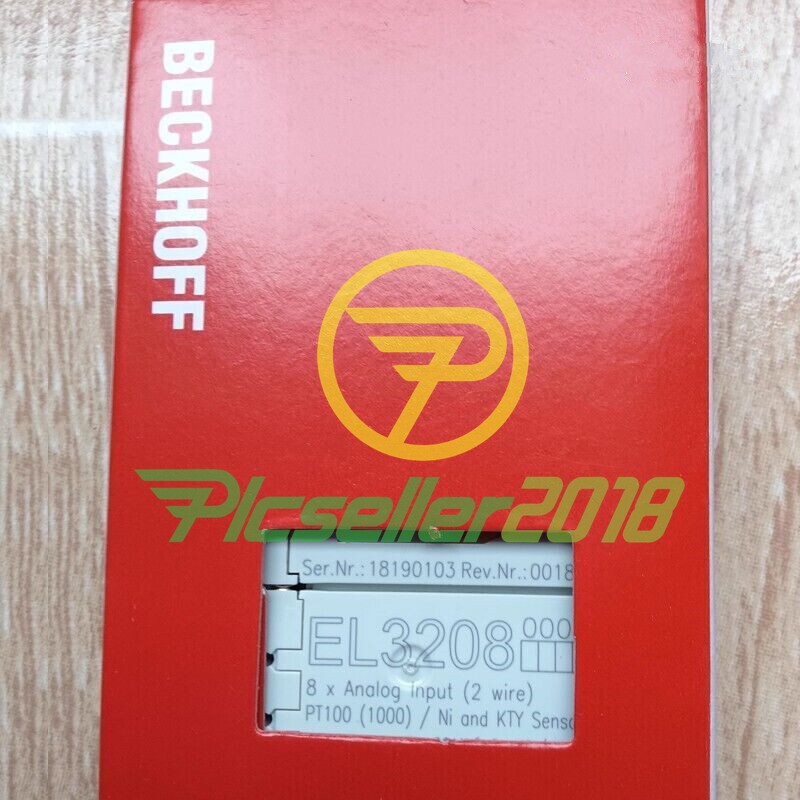 BECKHOFF
Plcseller2018
Ser.Nr.: 18190103 Rev.Nr.: 0018
EL3208 000
8 x Analog Input (2 wire)
PT100 (1000) / Ni and KTY Senso